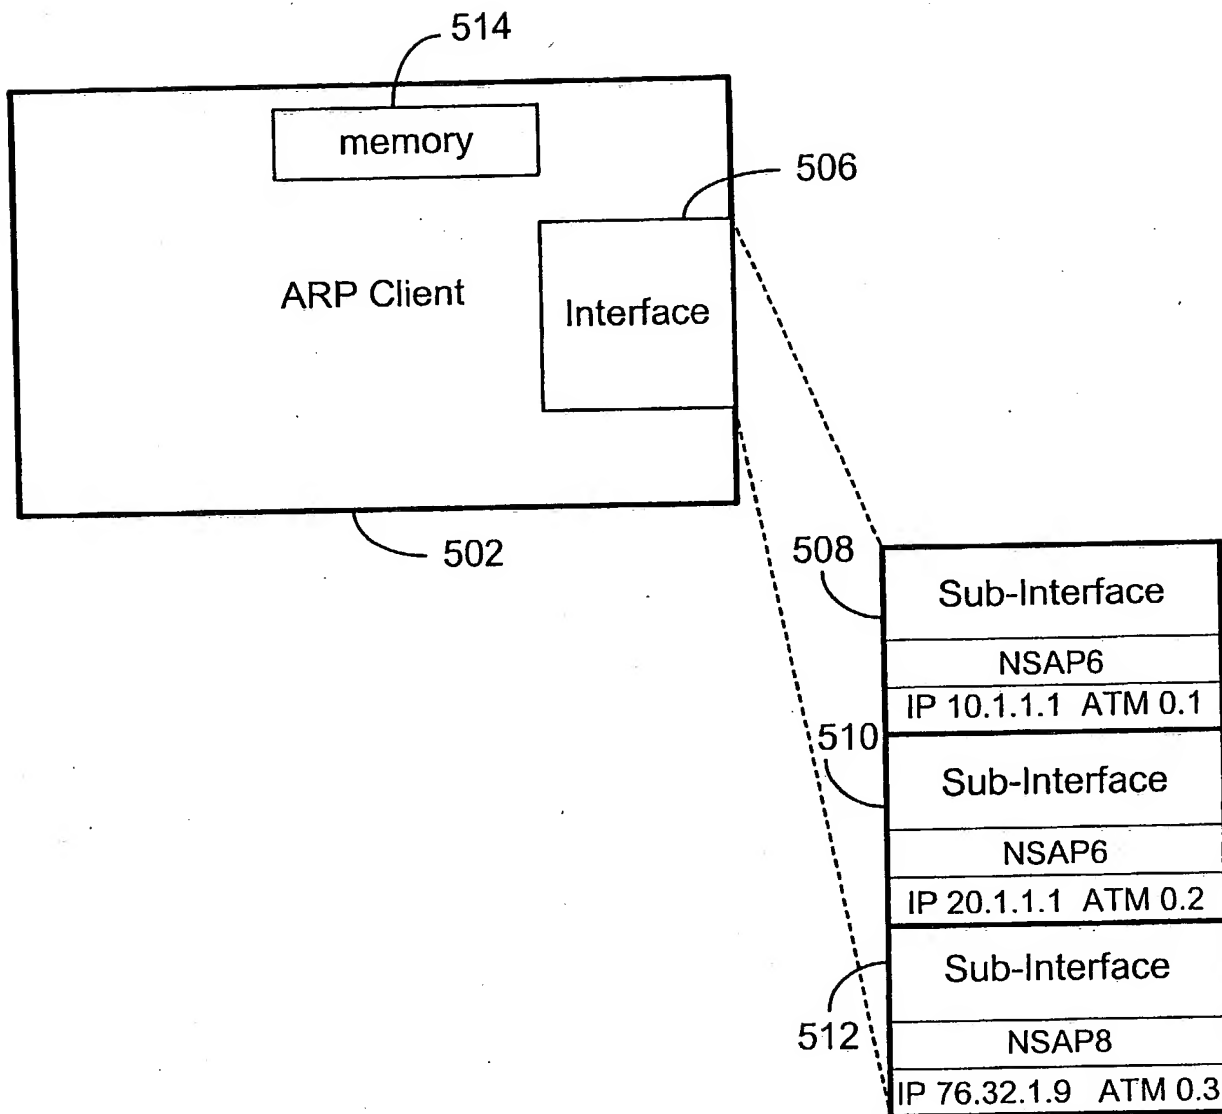 514
memory
506
ARP Client
Interface
502
508
Sub-Interface
NSAP6
IP 10.1.1.1 ATM 0.1
510
Sub-Interface
NSAP6
IP 20.1.1.1 ATM 0.2
Sub-Interface
512
NSAP8
IP 76.32.1.9 ATM 0.3